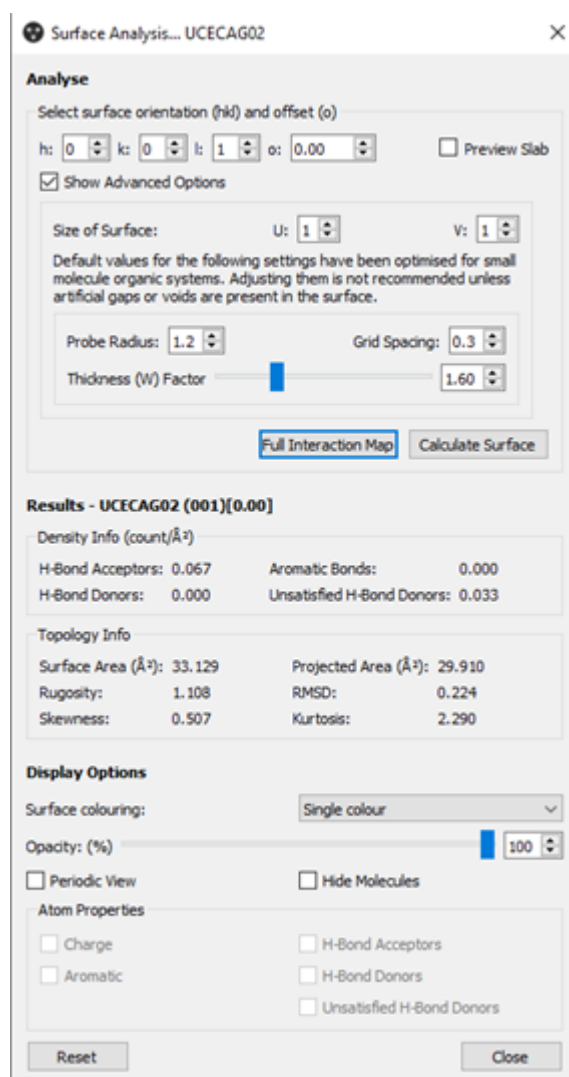 Surface Analysis... UCECAG02
Analyse
Select surface orientation (hkl) and offset (o)
h: 0 k: 0 l: 1 o: 0.00 Preview Slab
Show Advanced Options
Size of Surface: U: 1 V: 1
Default values for the following settings have been optimised for small
molecule organic systems. Adjusting them is not recommended unless
artificial gaps or voids are present in the surface.
Probe Radius: 1.2 Grid Spacing: 0.3
Thickness (W) Factor 1.60
Full Interaction Map Calculate Surface
Results - UCECAG02 (001)[0.00]
Density Info (count/Å²)
H-Bond Acceptors: 0.067 Aromatic Bonds: 0.000
H-Bond Donors: 0.000 Unsatisfied H-Bond Donors: 0.033
Topology Info
Surface Area (Å²): 33.129 Projected Area (Å²): 29.910
Rugosity: 1.108 RMSD: 0.224
Skewness: 0.507 Kurtosis: 2.290
Display Options
Surface colouring: Single colour
Opacity: (%) 100
Periodic View Hide Molecules
Atom Properties
Charge H-Bond Acceptors
Aromatic H-Bond Donors
Unsatisfied H-Bond Donors
Reset Close